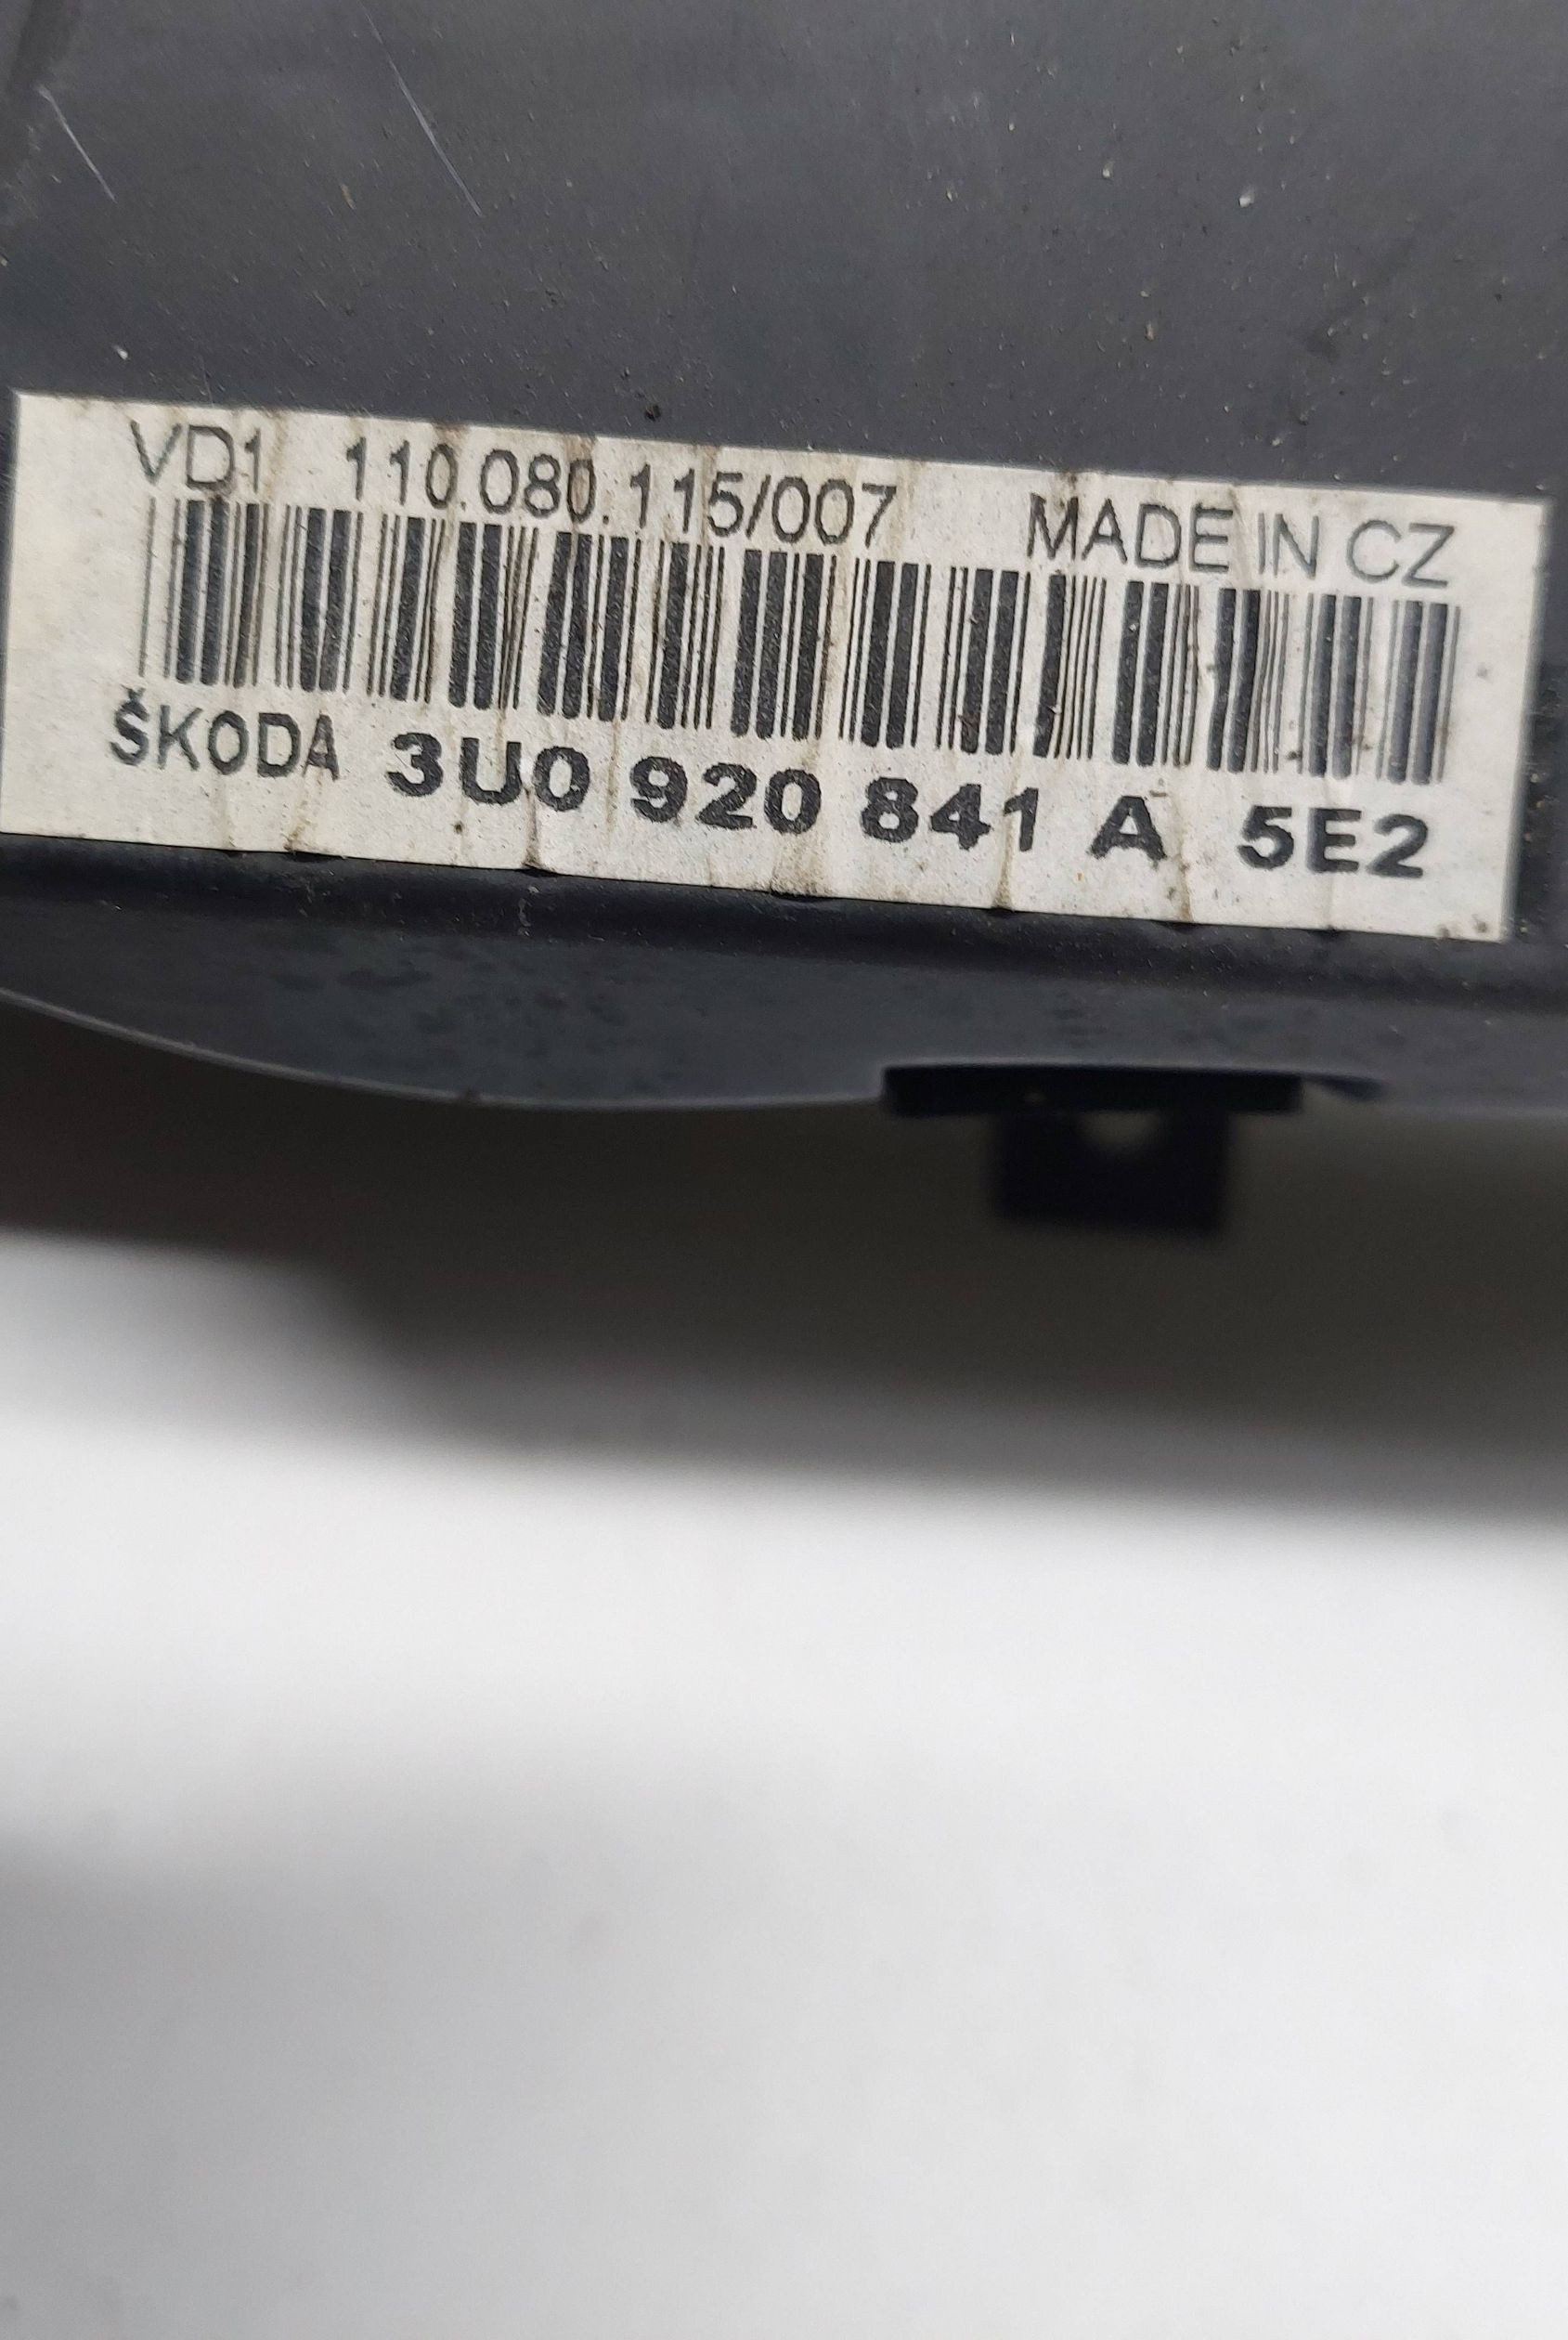 VD1 110.080.115/007 MADE IN CZ
ŠKODA 3U0 920 841 A 5E2